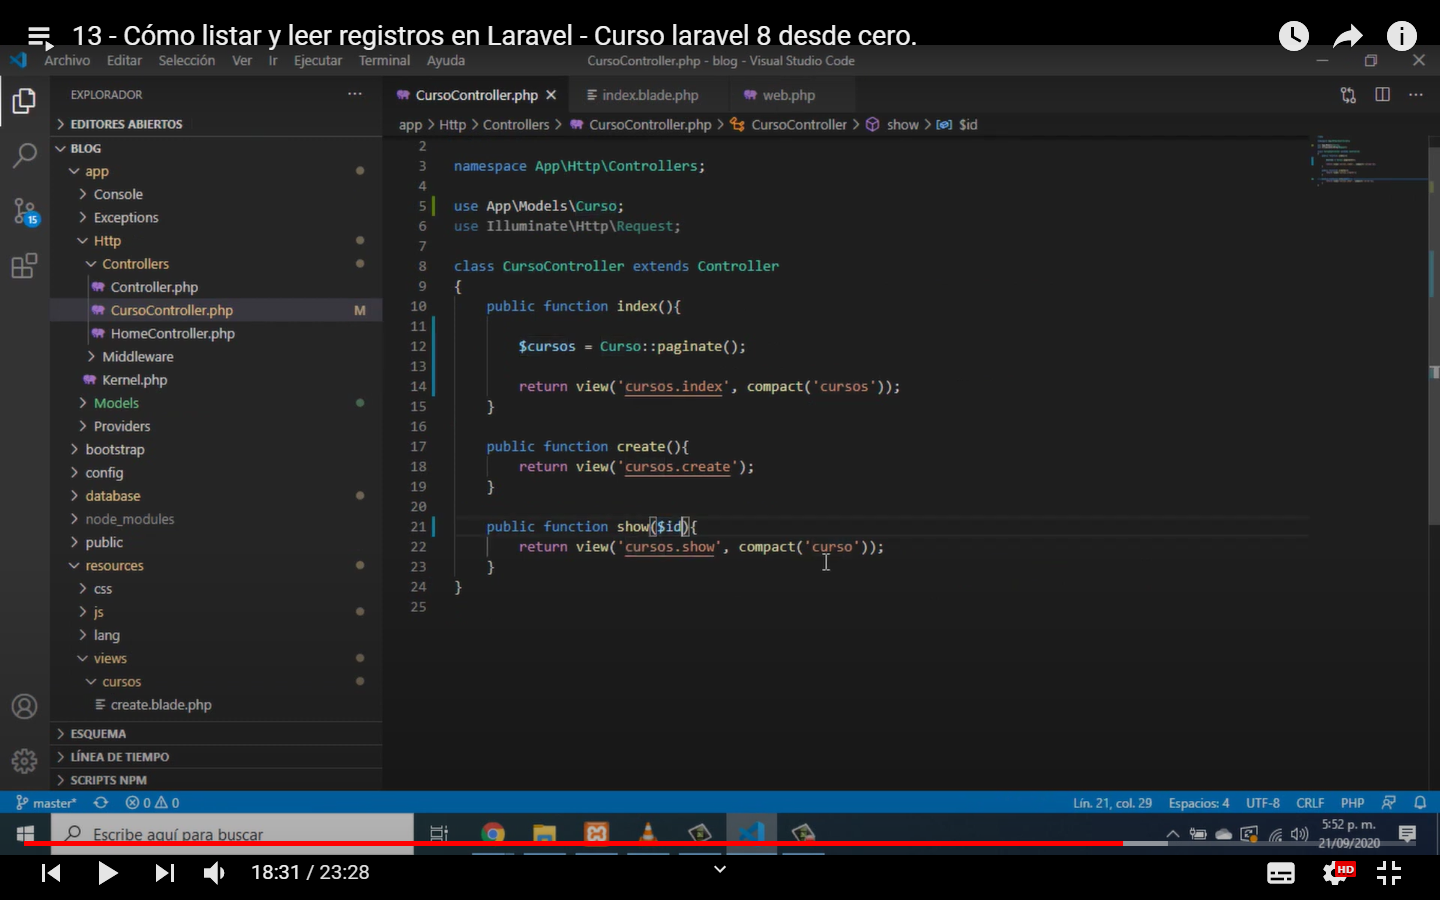 13 - Cómo listar y leer registros en Laravel - Curso laravel 8 desde cero.
Archivo Editar Selección Ver Ir Ejecutar Terminal Ayuda
CursoController.php - blog - Visual Studio Code
EXPLORADOR
EDITORES ABIERTOS
BLOG
app
Console
Exceptions
15
Http
Controllers
Controller.php
CursoController.php M
HomeController.php
Middleware
Kernel.php
Models
Providers
bootstrap
config
database
node_modules
public
resources
css
js
lang
views
cursos
create.blade.php
ESQUEMA
LÍNEA DE TIEMPO
SCRIPTS NPM
CursoController.php index.blade.php web.php
app > Http > Controllers > CursoController.php > CursoController > show > $id
2
3 namespace App\Http\Controllers;
4
5 use App\Models\Curso;
6 use Illuminate\Http\Request;
7
8 class CursoController extends Controller
9 {
10 public function index(){
11
12 $cursos = Curso::paginate();
13
14 return view('cursos.index', compact('cursos'));
15 }
16
17 public function create(){
18 return view('cursos.create');
19 }
20
21 public function show($id){
22 return view('cursos.show', compact('curso'));
23 }
24 }
25
master* 0 0 Lín. 21, col. 29 Espacios: 4 UTF-8 CRLF PHP
Escribe aquí para buscar
5:52 p. m.
21/09/2020
18:31 / 23:28
HD